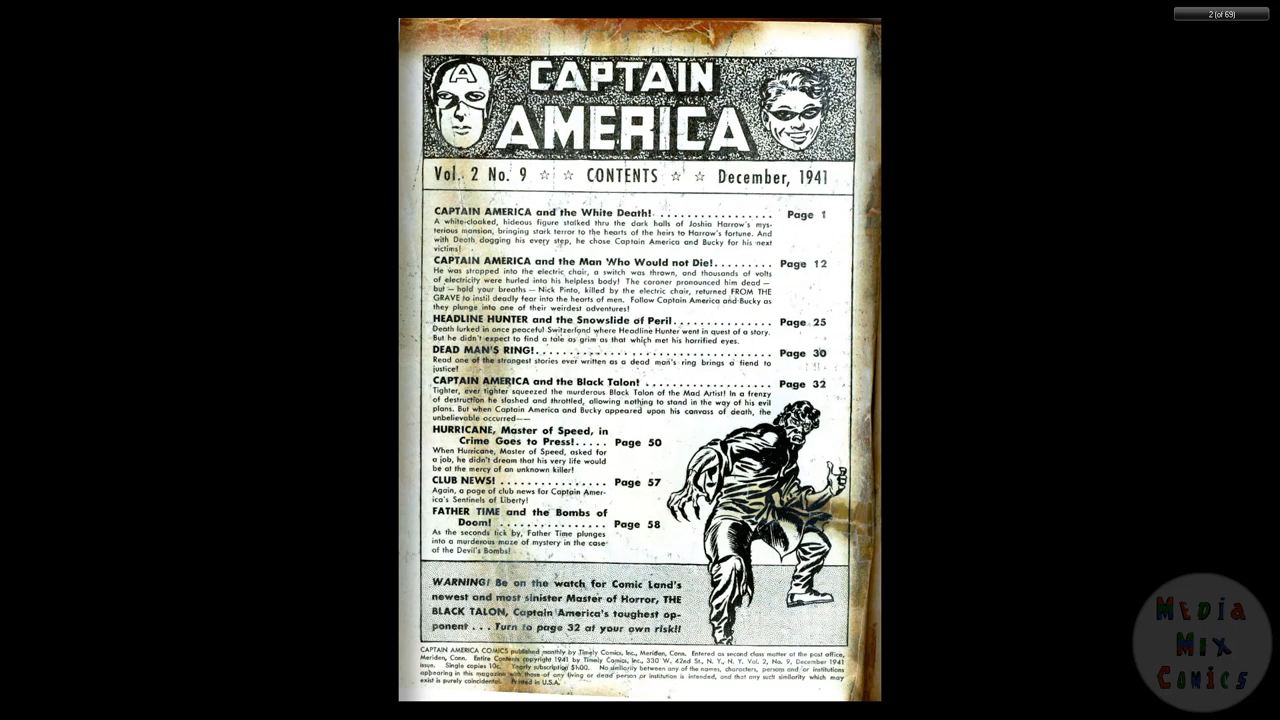 2 (of 69)
CAPTAIN
AMERICA
Vol. 2 No. 9 ☆ ☆ CONTENTS ☆ ☆ December, 1941
CAPTAIN AMERICA and the White Death! . . . . . . . . . . . . . . . . . Page 1
A white-cloaked, hideous figure stalked thru the dark halls of Joshia Harrow's mys-
terious mansion, bringing stark terror to the hearts of the heirs to Harrow's fortune. And
with Death dogging his every step, he chose Captain America and Bucky for his next
victims!
CAPTAIN AMERICA and the Man Who Would not Die! . . . . . . . . . Page 12
He was strapped into the electric chair, a switch was thrown, and thousands of volts
of electricity were hurled into his helpless body! The coroner pronounced him dead —
but — hold your breaths — Nick Pinto, killed by the electric chair, returned FROM THE
GRAVE to instil deadly fear into the hearts of men. Follow Captain America and Bucky as
they plunge into one of their weirdest adventures!
HEADLINE HUNTER and the Snowslide of Peril . . . . . . . . . . . . . . Page 25
Death lurked in once peaceful Switzerland where Headline Hunter went in quest of a story.
But he didn't expect to find a tale as grim as that which met his horrified eyes.
DEAD MAN'S RING! . . . . . . . . . . . . . . . . . . . . . . . . . . . . . . . . . . Page 30
Read one of the strangest stories ever written as a dead man's ring brings a fiend to
justice!
CAPTAIN AMERICA and the Black Talon! . . . . . . . . . . . . . . . . . . Page 32
Tighter, ever tighter squeezed the murderous Black Talon of the Mad Artist! In a frenzy
of destruction he slashed and throttled, allowing nothing to stand in the way of his evil
plans. But when Captain America and Bucky appeared upon his canvass of death, the
unbelievable occurred——
HURRICANE, Master of Speed, in
Crime Goes to Press! . . . . . Page 50
When Hurricane, Master of Speed, asked for
a job, he didn't dream that his very life would
be at the mercy of an unknown killer!
CLUB NEWS! . . . . . . . . . . . . . . . Page 57
Again, a page of club news for Captain Amer-
ica's Sentinels of Liberty!
FATHER TIME and the Bombs of
Doom! . . . . . . . . . . . . . . . Page 58
As the seconds tick by, Father Time plunges
into a murderous maze of mystery in the case
of the Devil's Bombs!
WARNING! Be on the watch for Comic Land's
newest and most sinister Master of Horror, THE
BLACK TALON, Captain America's toughest op-
ponent . . . Turn to page 32 at your own risk!!
CAPTAIN AMERICA COMICS published monthly by Timely Comics, Inc., Meriden, Conn. Entered as second class matter at the post office,
Meriden, Conn. Entire Contents copyright 1941 by Timely Comics, Inc., 330 W. 42nd St., N. Y., N. Y. Vol. 2, No. 9, December 1941
issue. Single copies 10c. Yearly subscription $1.00. No similarity between any of the names, characters, persons and/or institutions
appearing in this magazine with those of any living or dead person or institution is intended, and that any such similarity which may
exist is purely coincidental. Printed in U.S.A.
MEDIA
MIX
COMICS